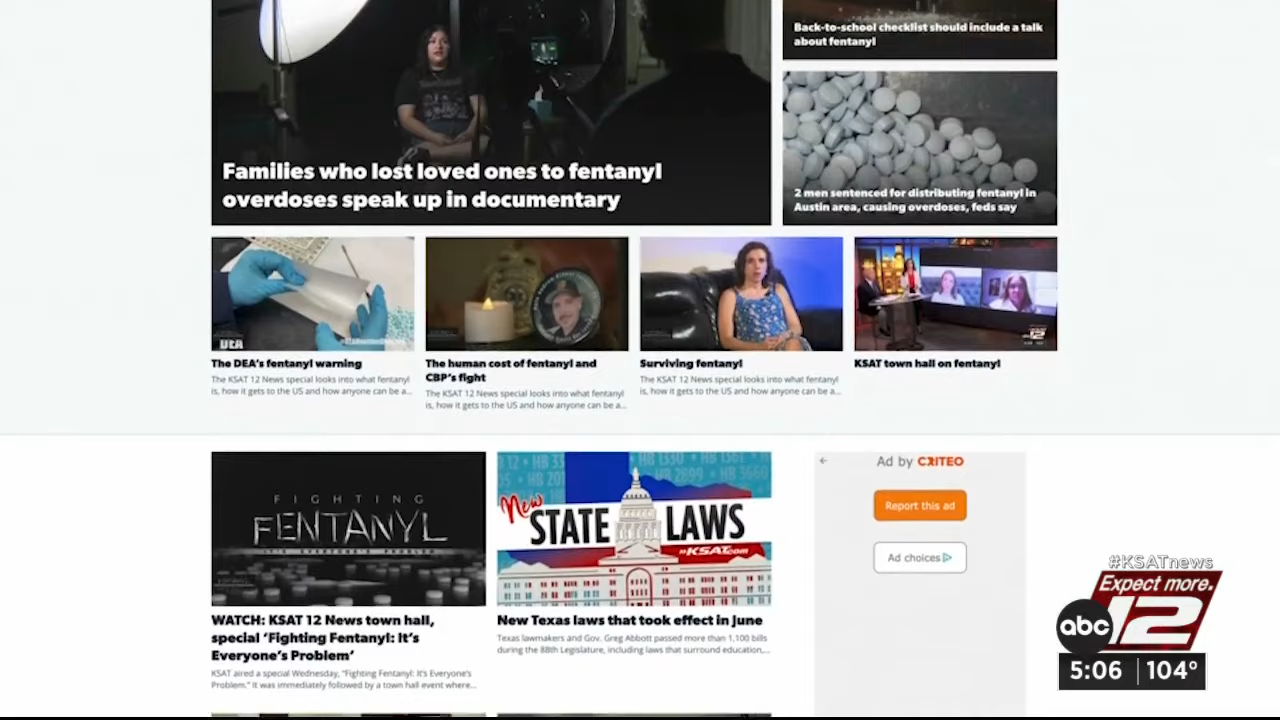 Back-to-school checklist should include a talk
about fentanyl
Families who lost loved ones to fentanyl
overdoses speak up in documentary
2 men sentenced for distributing fentanyl in
Austin area, causing overdoses, feds say
DEA
12
The DEA's fentanyl warning
The KSAT 12 News special looks into what fentanyl
is, how it gets to the US and how anyone can be a...
The human cost of fentanyl and
CBP's fight
The KSAT 12 News special looks into what fentanyl
is, how it gets to the US and how anyone can be a...
Surviving fentanyl
The KSAT 12 News special looks into what fentanyl
is, how it gets to the US and how anyone can be a...
KSAT town hall on fentanyl
FIGHTING
FENTANYL
IT'S EVERYONE'S PROBLEM
WATCH: KSAT 12 News town hall,
special 'Fighting Fentanyl: It's
Everyone's Problem'
KSAT aired a special Wednesday, "Fighting Fentanyl: It's Everyone's
Problem." It was immediately followed by a town hall event where...
New
STATE LAWS
KSAT.com
New Texas laws that took effect in June
Texas lawmakers and Gov. Greg Abbott passed more than 1,100 bills
during the 88th Legislature, including laws that surround education,...
Ad by CRITEO
Report this ad
Ad choices
#KSATnews
Expect more.
abc 12
5:06 104°